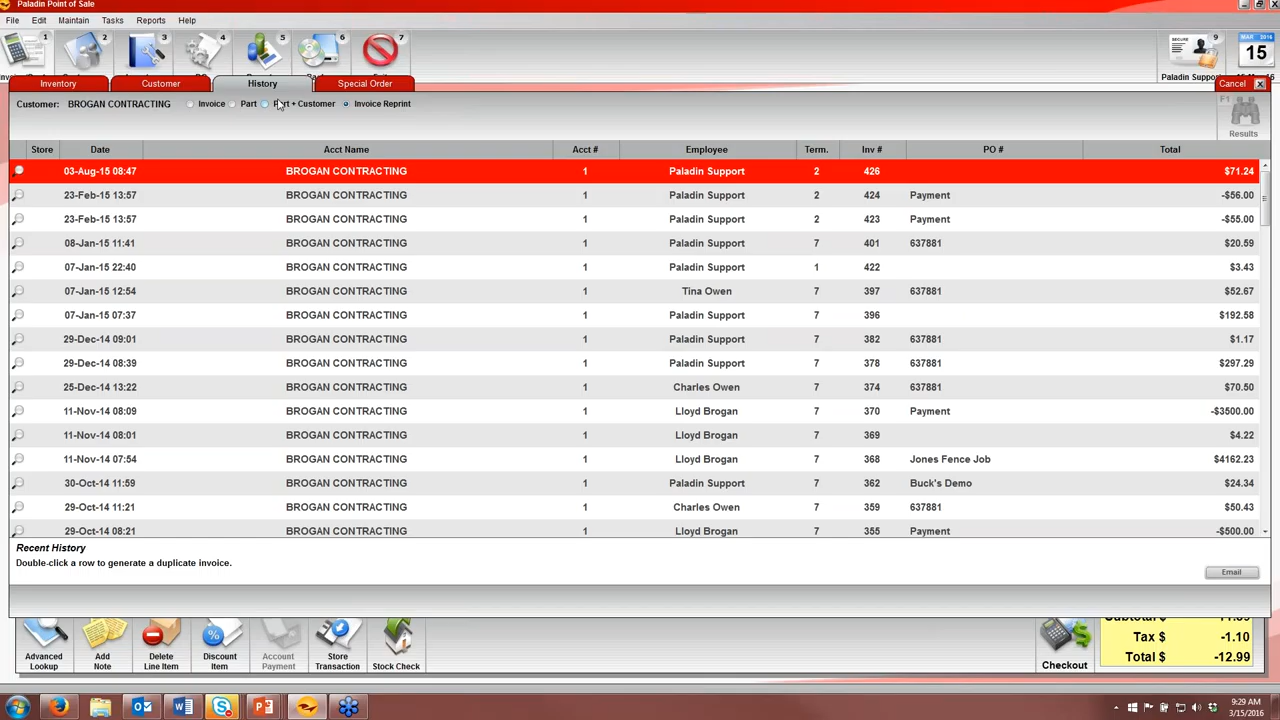 Paladin Point of Sale
File Edit Maintain Tasks Reports Help
1 2 3 4 5 6 7 SECURE 9 MAR 2016 15
Paladin Support
Inventory Customer History Special Order Cancel
Customer: BROGAN CONTRACTING Invoice Part Part + Customer Invoice Reprint
F1
Results
Store Date Acct Name Acct # Employee Term. Inv # PO # Total
03-Aug-15 08:47 BROGAN CONTRACTING 1 Paladin Support 2 426 $71.24
23-Feb-15 13:57 BROGAN CONTRACTING 1 Paladin Support 2 424 Payment -$56.00
23-Feb-15 13:57 BROGAN CONTRACTING 1 Paladin Support 2 423 Payment -$55.00
08-Jan-15 11:41 BROGAN CONTRACTING 1 Paladin Support 7 401 637881 $20.59
07-Jan-15 22:40 BROGAN CONTRACTING 1 Paladin Support 1 422 $3.43
07-Jan-15 12:54 BROGAN CONTRACTING 1 Tina Owen 7 397 637881 $52.67
07-Jan-15 07:37 BROGAN CONTRACTING 1 Paladin Support 7 396 $192.58
29-Dec-14 09:01 BROGAN CONTRACTING 1 Paladin Support 7 382 637881 $1.17
29-Dec-14 08:39 BROGAN CONTRACTING 1 Paladin Support 7 378 637881 $297.29
25-Dec-14 13:22 BROGAN CONTRACTING 1 Charles Owen 7 374 637881 $70.50
11-Nov-14 08:09 BROGAN CONTRACTING 1 Lloyd Brogan 7 370 Payment -$3500.00
11-Nov-14 08:01 BROGAN CONTRACTING 1 Lloyd Brogan 7 369 $4.22
11-Nov-14 07:54 BROGAN CONTRACTING 1 Lloyd Brogan 7 368 Jones Fence Job $4162.23
30-Oct-14 11:59 BROGAN CONTRACTING 1 Paladin Support 7 362 Buck's Demo $24.34
29-Oct-14 11:21 BROGAN CONTRACTING 1 Charles Owen 7 359 637881 $50.43
29-Oct-14 08:21 BROGAN CONTRACTING 1 Lloyd Brogan 7 355 Payment -$500.00
Recent History
Double-click a row to generate a duplicate invoice.
Email
Subtotal $
Tax $ -1.10
Total $ -12.99
Advanced Lookup
Add Note
Delete Line Item
Discount Item
Account Payment
Store Transaction
Stock Check
Checkout
9:29 AM
3/15/2016